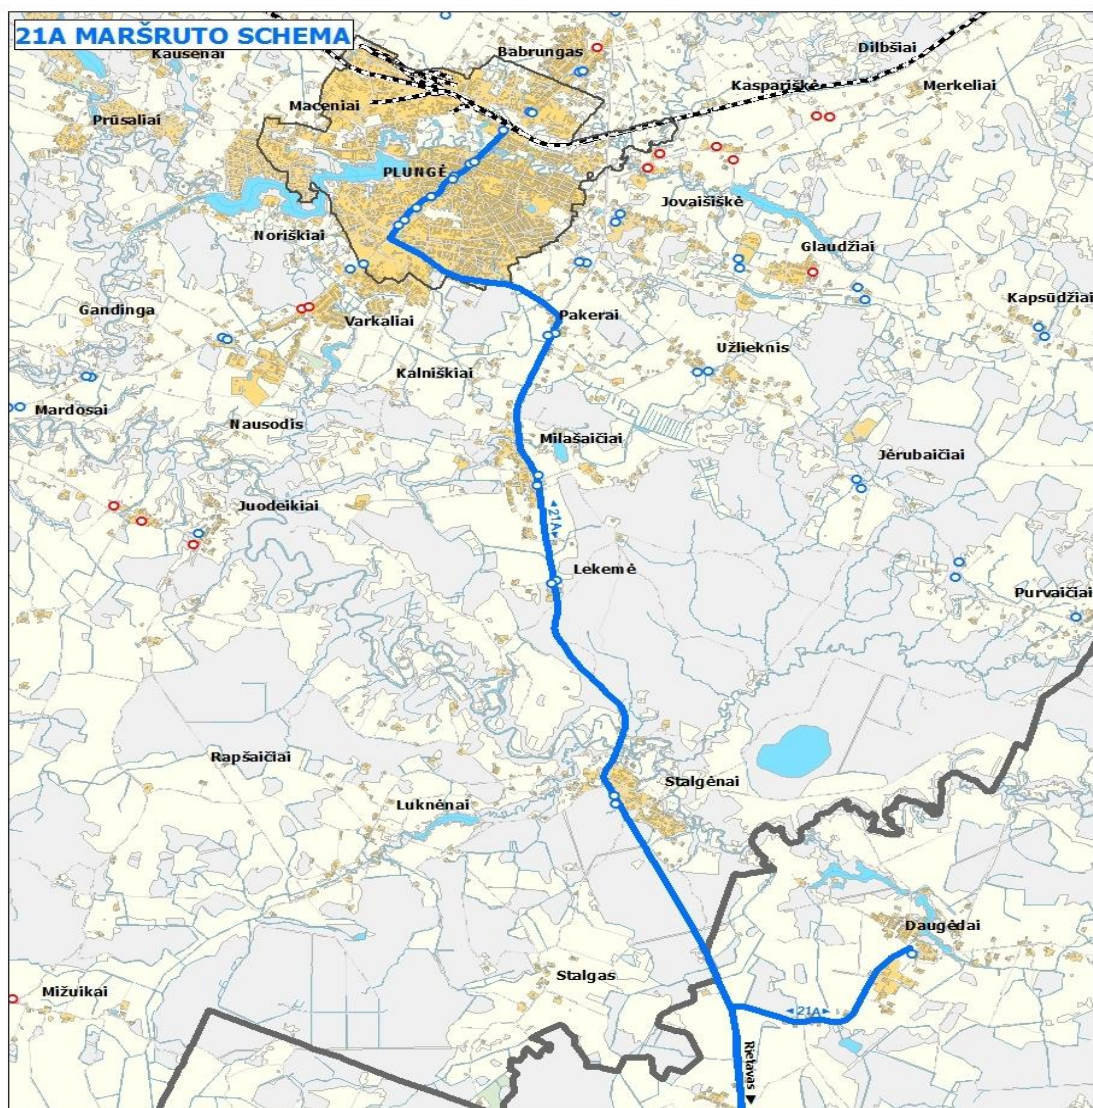 21A MARŠRUTO SCHEMA
Kausėnai
Babrungas
Dilbšiai
Kaspariškė
Merkeliai
Maceniai
Prūsaliai
PLUNGĖ
Jovaišiškė
Noriškiai
Glaudžiai
Gandinga
Varkaliai
Pakerai
Kapsūdžiai
Užlieknis
Kalniškiai
Mardosai
Nausodis
Milašaičiai
Jėrubaičiai
Juodeikiai
◄21A►
Lekemė
Purvaičiai
Rapšaičiai
Stalgėnai
Luknėnai
Daugėdai
Stalgas
Mižuikai
◄21A►
Rietavas ▼